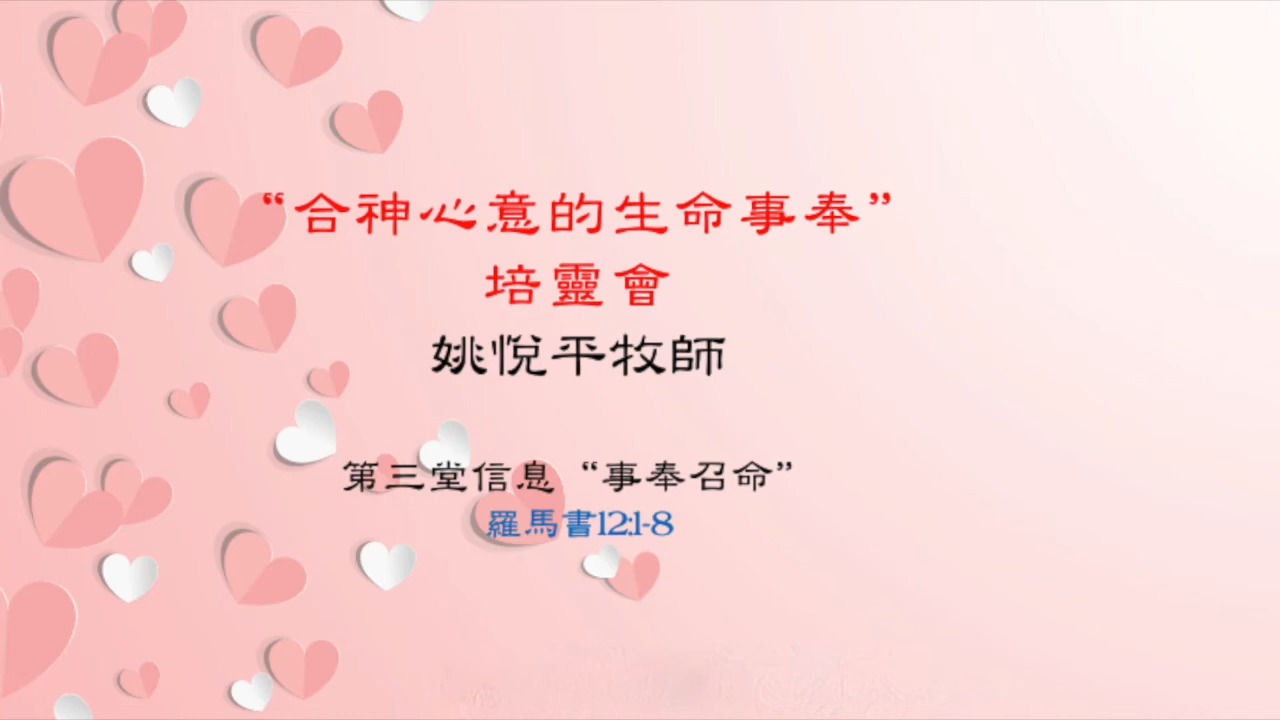 “合神心意的生命事奉”
培靈會
姚悅平牧師
第三堂信息“事奉召命”
羅馬書12:1-8